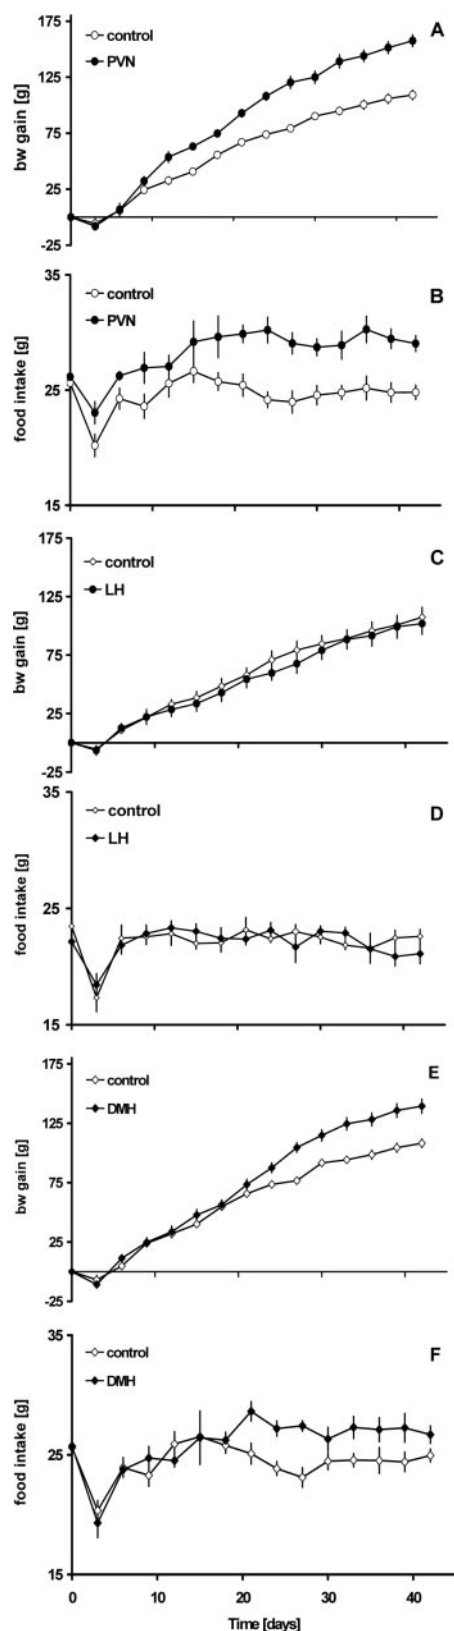 175
A
control
PVN
125
75
25
-25
bw gain [g]
35
B
control
PVN
25
15
food intake [g]
175
C
control
LH
125
75
25
-25
bw gain [g]
35
D
control
LH
25
15
food intake [g]
175
E
control
DMH
125
75
25
-25
bw gain [g]
35
F
control
DMH
25
15
food intake [g]
0 10 20 30 40
Time [days]